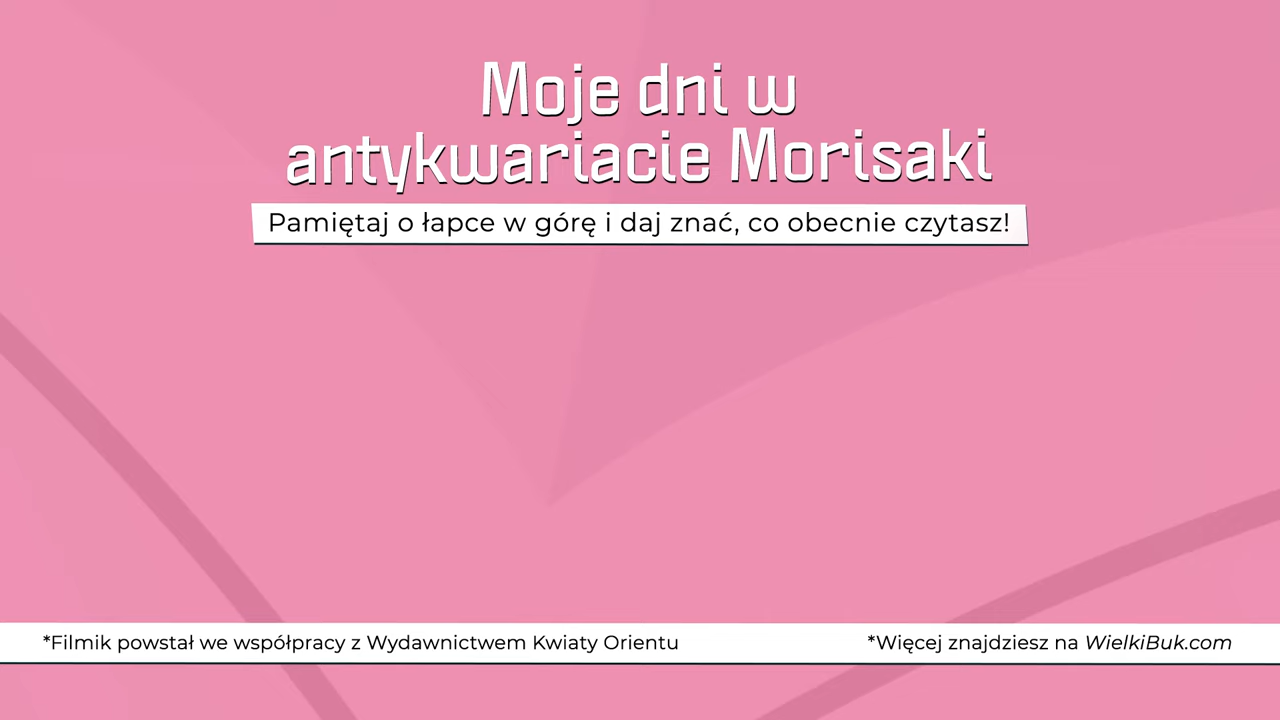 Moje dni w
antykwariacie Morisaki
Pamiętaj o łapce w górę i daj znać, co obecnie czytasz!
*Filmik powstał we współpracy z Wydawnictwem Kwiaty Orientu
*Więcej znajdziesz na WielkiBuk.com